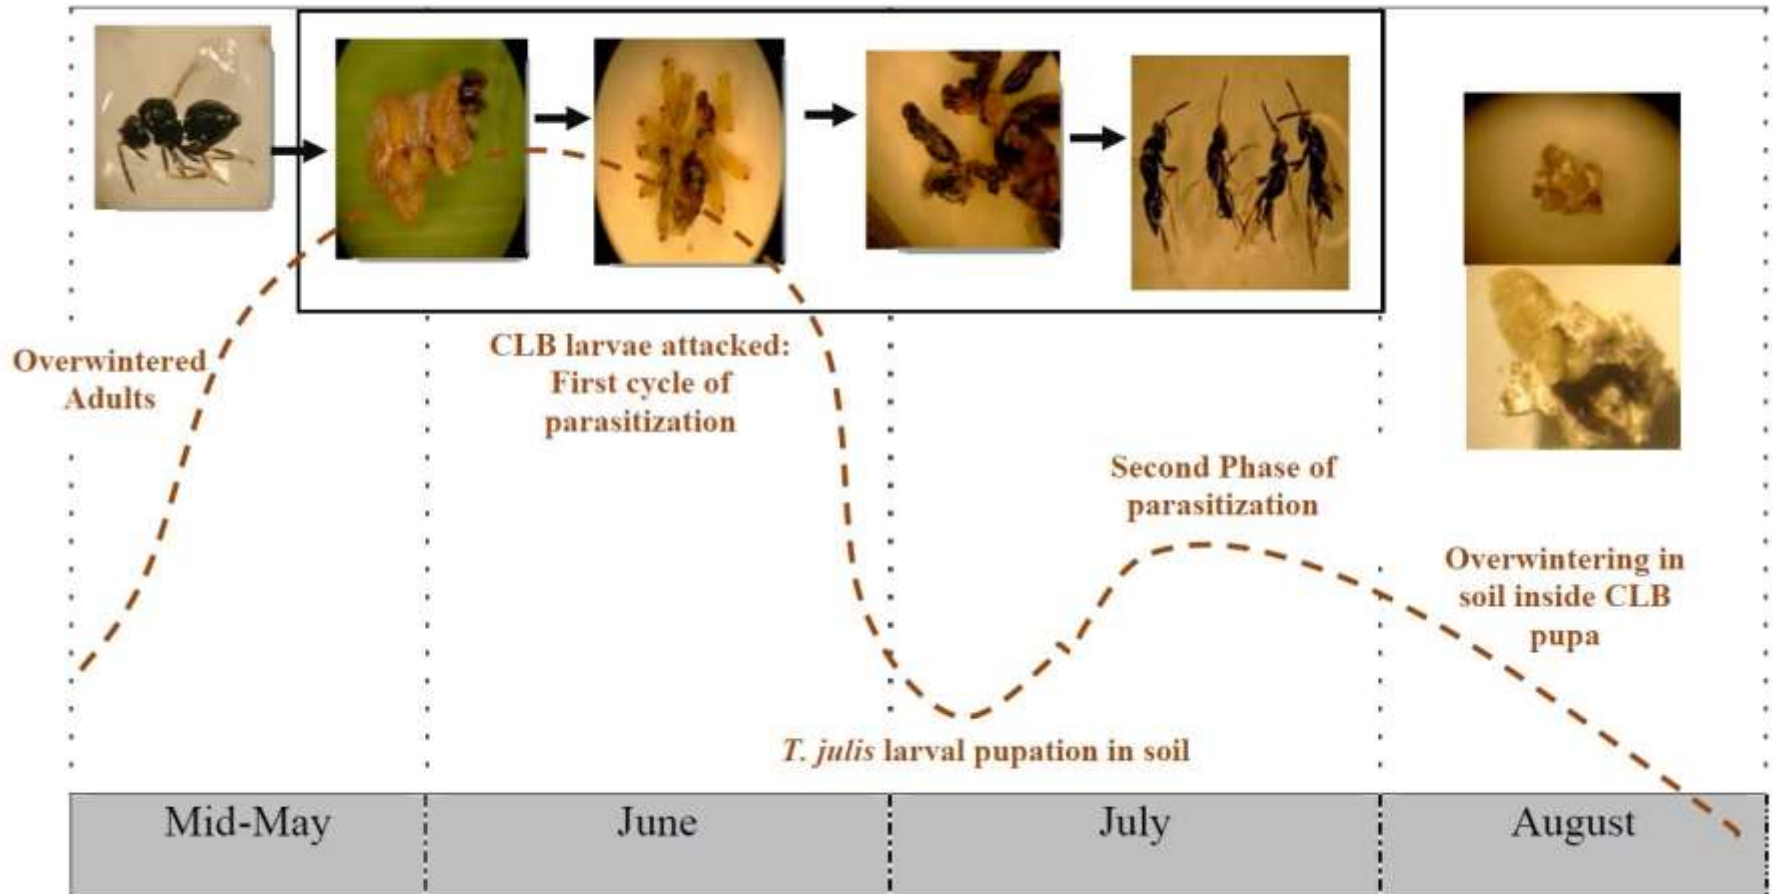 Overwintered
Adults
CLB larvae attacked:
First cycle of
parasitization
Second Phase of
parasitization
Overwintering in
soil inside CLB
pupa
T. julis larval pupation in soil
Mid-May
June
July
August